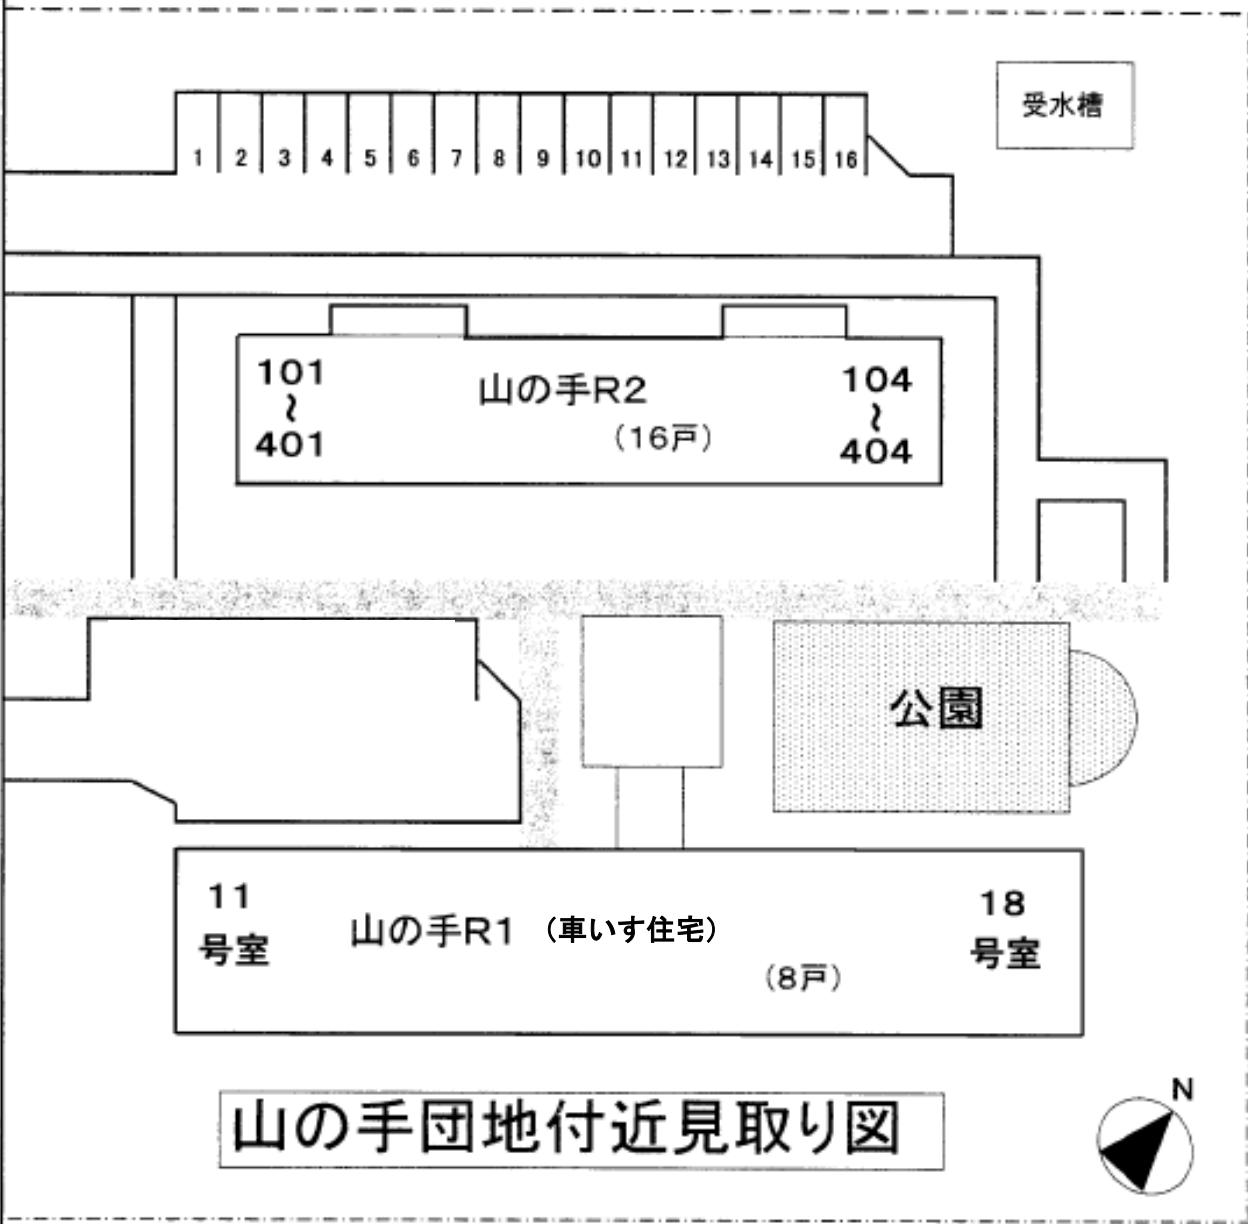 受水槽
1 2 3 4 5 6 7 8 9 10 11 12 13 14 15 16
101
~
401
山の手R2
(16戸)
104
~
404
公園
11
号室
山の手R1 (車いす住宅)
(8戸)
18
号室
山の手団地付近見取り図
N